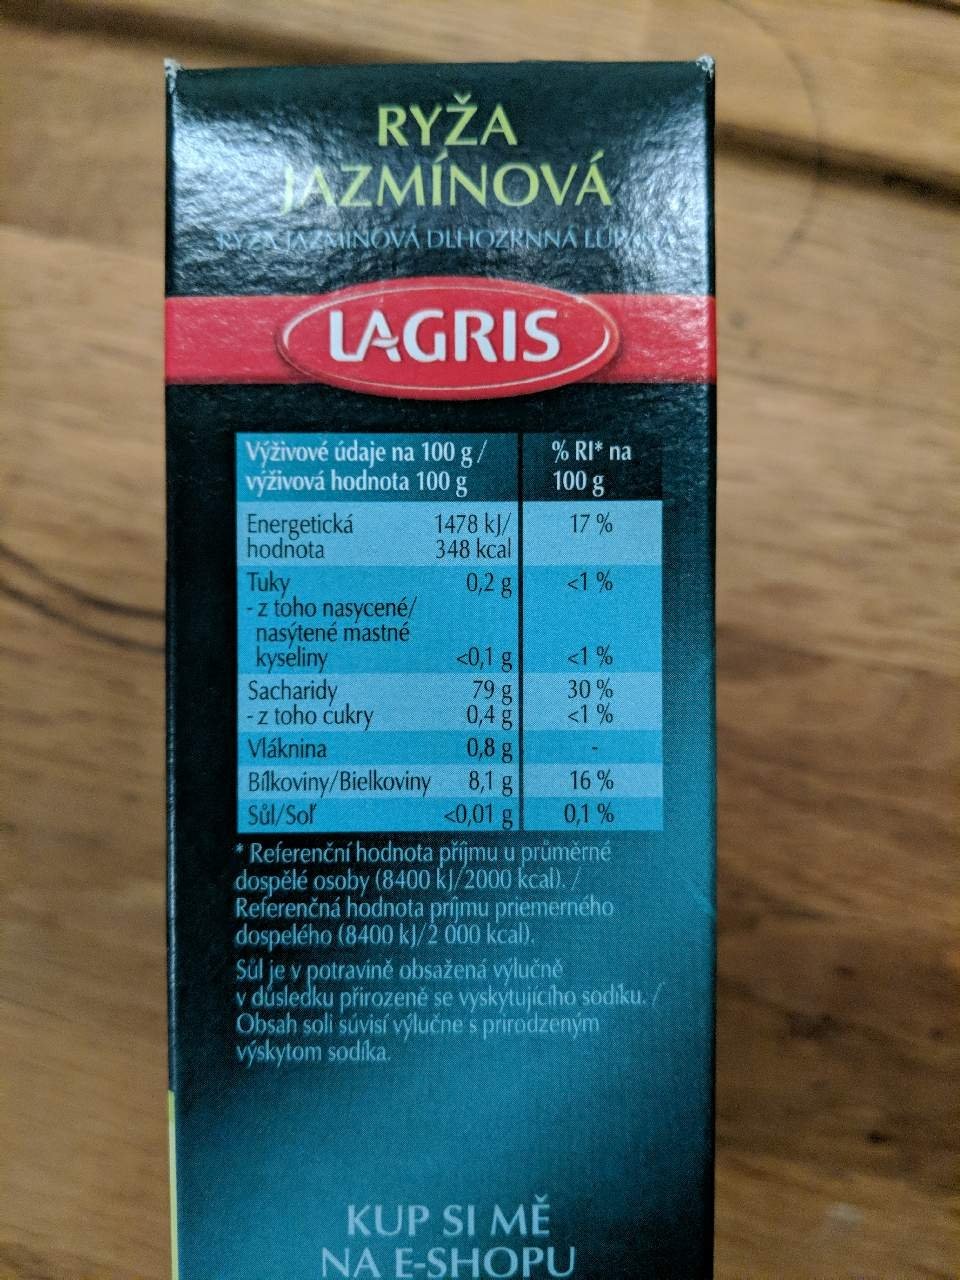 RYŽA
JAZMÍNOVÁ
RYŽA JAZMÍNOVÁ DLHOZRNNÁ LÚPANÁ
LAGRIS
Výživové údaje na 100 g / % RI* na
výživová hodnota 100 g 100 g
Energetická 1478 kJ/ 17 %
hodnota 348 kcal
Tuky 0,2 g <1 %
- z toho nasycené/
nasýtené mastné
kyseliny <0,1 g <1 %
Sacharidy 79 g 30 %
- z toho cukry 0,4 g <1 %
Vláknina 0,8 g -
Bílkoviny/Bielkoviny 8,1 g 16 %
Sůl/Soľ <0,01 g 0,1 %
* Referenční hodnota příjmu u průměrné
dospělé osoby (8400 kJ/2000 kcal). /
Referenčná hodnota príjmu priemerného
dospelého (8400 kJ/2 000 kcal).
Sůl je v potravině obsažená výlučně
v důsledku přirozeně se vyskytujícího sodíku. /
Obsah soli súvisí výlučne s prirodzeným
výskytom sodíka.
KUP SI MĚ
NA E-SHOPU